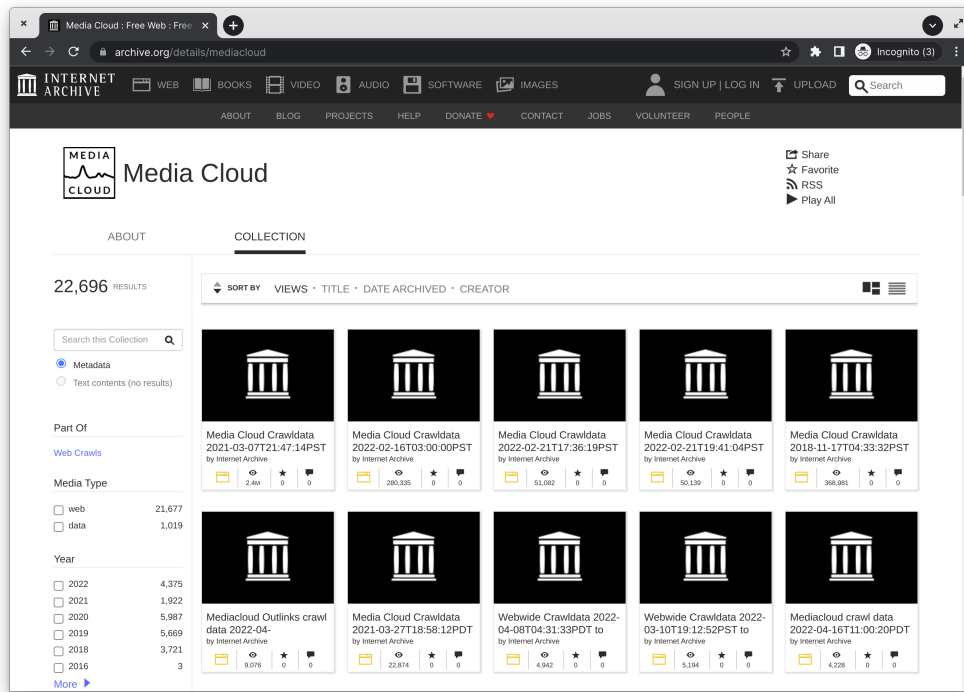 Media Cloud : Free Web : Free
archive.org/details/mediacloud
Incognito (3)
INTERNET
ARCHIVE
WEB
BOOKS
VIDEO
AUDIO
SOFTWARE
IMAGES
SIGN UP | LOG IN
UPLOAD
Search
ABOUT
BLOG
PROJECTS
HELP
DONATE
CONTACT
JOBS
VOLUNTEER
PEOPLE
MEDIA
CLOUD
Media Cloud
Share
Favorite
RSS
Play All
ABOUT
COLLECTION
22,696 RESULTS
SORT BY VIEWS · TITLE · DATE ARCHIVED · CREATOR
Search this Collection
Metadata
Text contents (no results)
Part Of
Web Crawls
Media Type
web 21,677
data 1,019
Year
2022 4,375
2021 1,922
2020 5,987
2019 5,669
2018 3,721
2016 3
More
Media Cloud Crawldata
2021-03-07T21:47:14PST
by Internet Archive
2.4M 0 0
Media Cloud Crawldata
2022-02-16T03:00:00PST
by Internet Archive
280,335 0 0
Media Cloud Crawldata
2022-02-21T17:36:19PST
by Internet Archive
51,082 0 0
Media Cloud Crawldata
2022-02-21T19:41:04PST
by Internet Archive
50,139 0 0
Media Cloud Crawldata
2018-11-17T04:33:32PST
by Internet Archive
368,981 0 0
Mediacloud Outlinks crawl
data 2022-04-
by Internet Archive
9,076 0 0
Media Cloud Crawldata
2021-03-27T18:58:12PDT
by Internet Archive
22,874 0 0
Webwide Crawldata 2022-
04-08T04:31:33PDT to
by Internet Archive
4,942 0 0
Webwide Crawldata 2022-
03-10T19:12:52PST to
by Internet Archive
5,194 0 0
Mediacloud crawl data
2022-04-16T11:00:20PDT
by Internet Archive
4,228 0 0